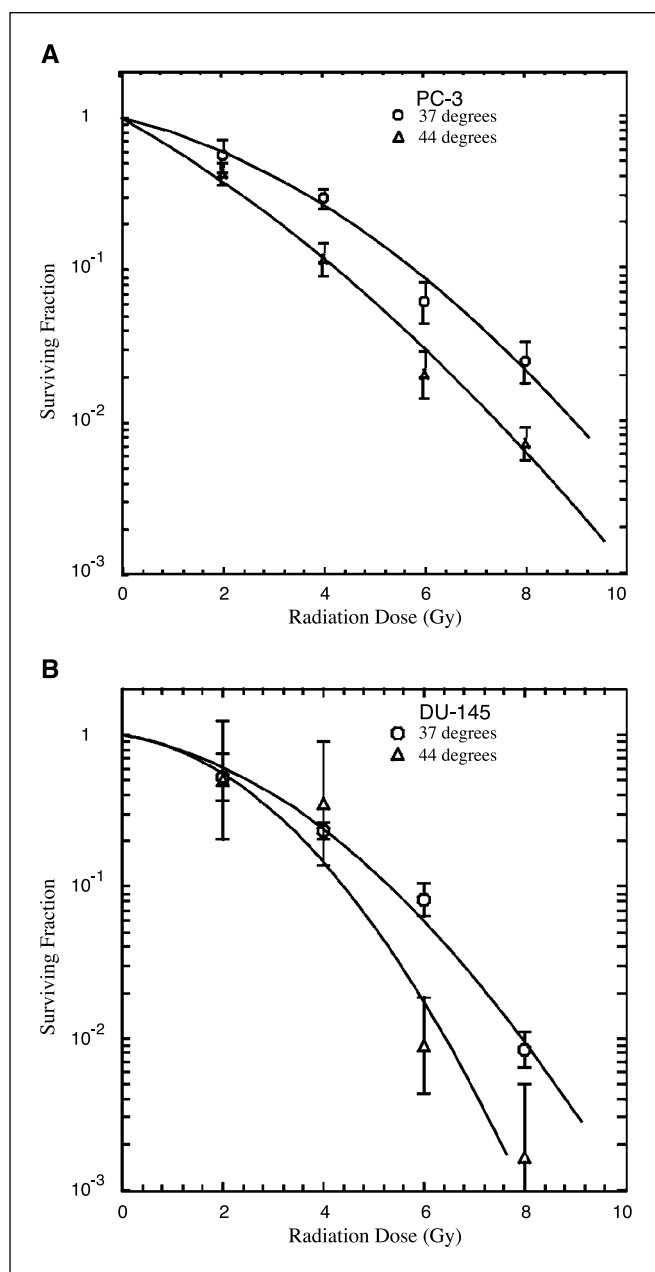 A
PC-3
37 degrees
44 degrees
1
10-1
10-2
10-3
Surviving Fraction
0 2 4 6 8 10
Radiation Dose (Gy)
B
DU-145
37 degrees
44 degrees
1
10-1
10-2
10-3
Surviving Fraction
0 2 4 6 8 10
Radiation Dose (Gy)